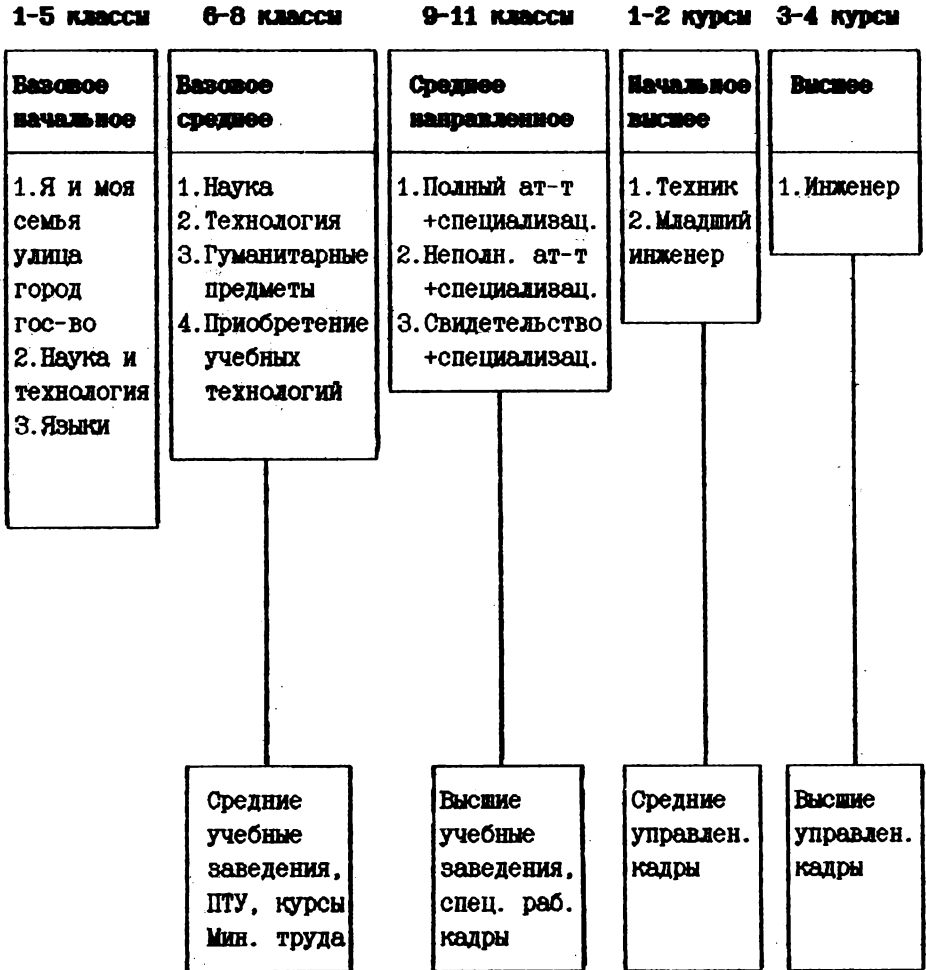 1-5 классы
6-8 классы
9-11 классы
1-2 курсы
3-4 курсы
Базовое
начальное
1.Я и моя
семья
улица
город
гос-во
2.Наука и
технология
3.Языки
Базовое
среднее
1.Наука
2.Технология
3.Гуманитарные
предметы
4.Приобретение
учебных
технологий
Среднее
направленное
1.Полный ат-т
+специализац.
2.Неполн. ат-т
+специализац.
3.Свидетельство
+специализац.
Начальное
высшее
1.Техник
2.Младший
инженер
Высшее
1.Инженер
Средние
учебные
заведения,
ПТУ, курсы
Мин. труда
Высшие
учебные
заведения,
спец. раб.
кадры
Средние
управлен.
кадры
Высшие
управлен.
кадры